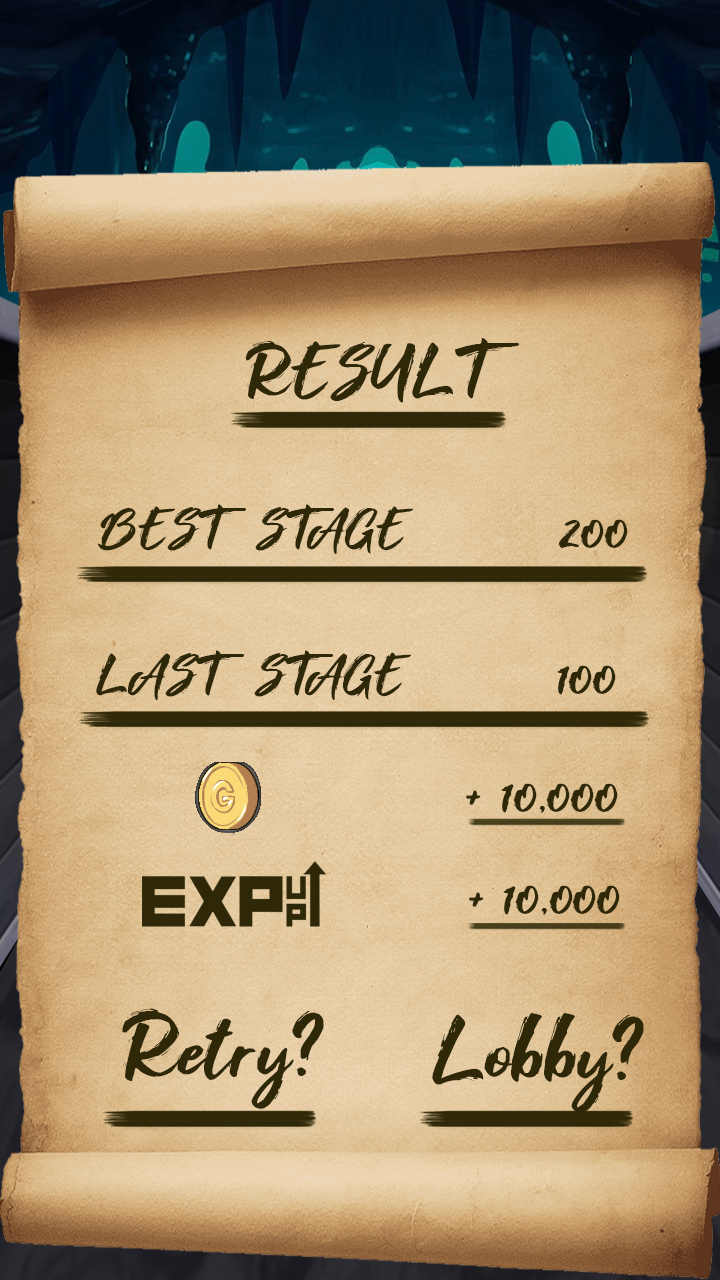 RESULT
BEST STAGE 200
LAST STAGE 100
G + 10,000
EXP UP + 10,000
Retry? Lobby?